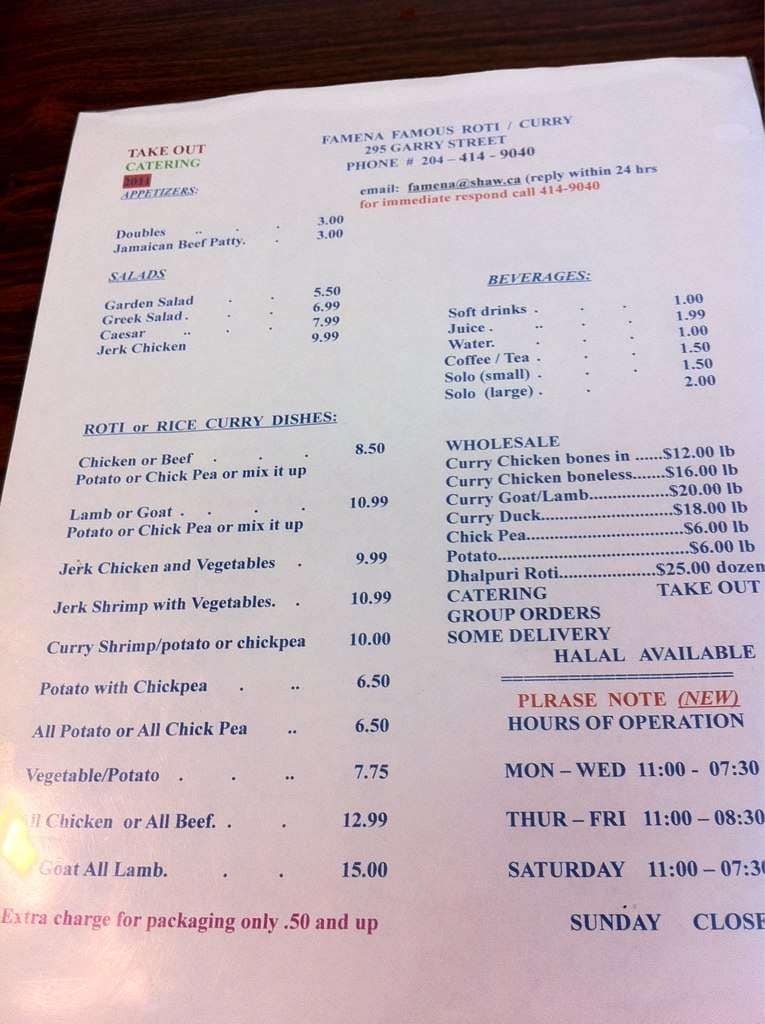 TAKE OUT
CATERING
2011
FAMENA FAMOUS ROTI / CURRY
295 GARRY STREET
PHONE # 204 – 414 - 9040
email: famena@shaw.ca (reply within 24 hrs
for immediate respond call 414-9040
APPETIZERS:
Doubles .. . . 3.00
Jamaican Beef Patty. . 3.00
SALADS
Garden Salad . . 5.50
Greek Salad . . . 6.99
Caesar .. . . 7.99
Jerk Chicken 9.99
BEVERAGES:
Soft drinks . . . 1.00
Juice . .. . 1.99
Water. . . . 1.00
Coffee / Tea . . . 1.50
Solo (small) . . . 1.50
Solo (large) . . 2.00
ROTI or RICE CURRY DISHES:
Chicken or Beef . . . 8.50
Potato or Chick Pea or mix it up
Lamb or Goat . . . . 10.99
Potato or Chick Pea or mix it up
Jerk Chicken and Vegetables . 9.99
Jerk Shrimp with Vegetables. . 10.99
Curry Shrimp/potato or chickpea 10.00
Potato with Chickpea . .. 6.50
All Potato or All Chick Pea .. 6.50
Vegetable/Potato . . .. 7.75
Chicken or All Beef. . . 12.99
Goat All Lamb. . . 15.00
Extra charge for packaging only .50 and up
WHOLESALE
Curry Chicken bones in ......$12.00 lb
Curry Chicken boneless.......$16.00 lb
Curry Goat/Lamb.................$20.00 lb
Curry Duck...........................$18.00 lb
Chick Pea...............................$6.00 lb
Potato.....................................$6.00 lb
Dhalpuri Roti.....................$25.00 dozen
CATERING TAKE OUT
GROUP ORDERS
SOME DELIVERY
HALAL AVAILABLE
======================
PLRASE NOTE (NEW)
HOURS OF OPERATION
MON – WED 11:00 - 07:30
THUR – FRI 11:00 – 08:30
SATURDAY 11:00 – 07:30
SUNDAY CLOSE